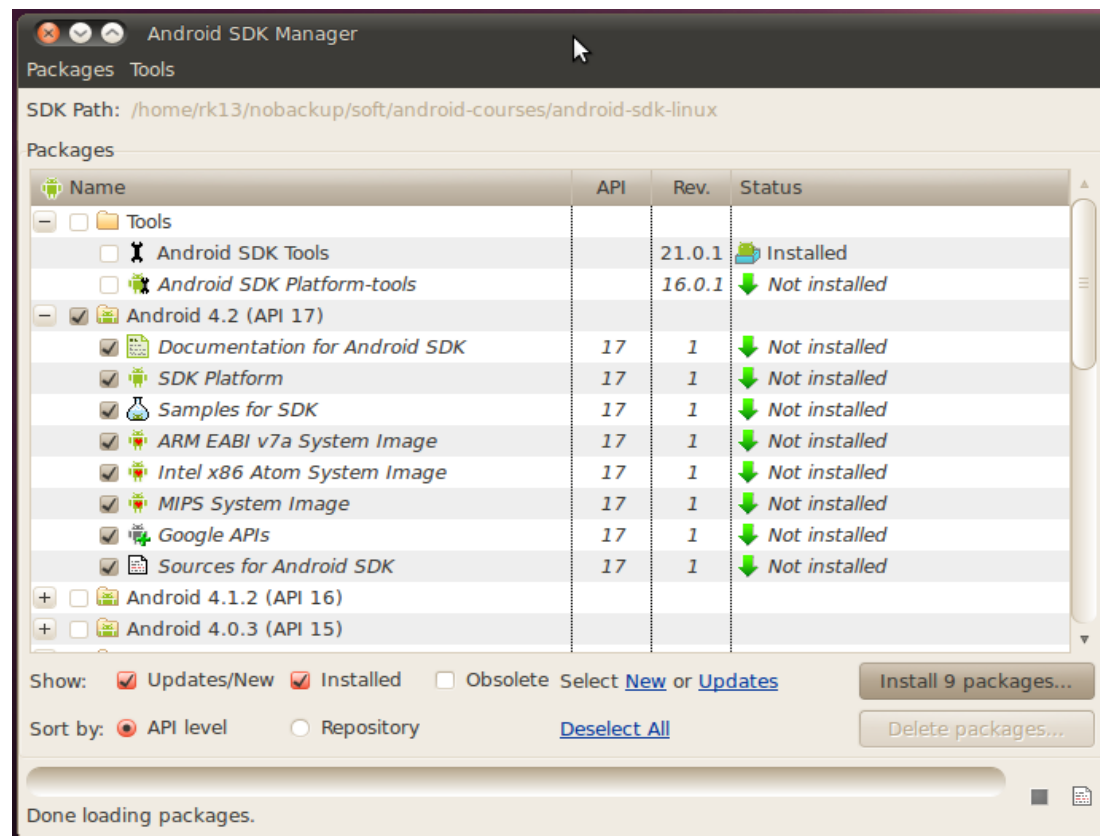 Android SDK Manager
Packages Tools
SDK Path: /home/rk13/nobackup/soft/android-courses/android-sdk-linux
Packages
Name API Rev. Status
Tools
Android SDK Tools 21.0.1 Installed
Android SDK Platform-tools 16.0.1 Not installed
Android 4.2 (API 17)
Documentation for Android SDK 17 1 Not installed
SDK Platform 17 1 Not installed
Samples for SDK 17 1 Not installed
ARM EABI v7a System Image 17 1 Not installed
Intel x86 Atom System Image 17 1 Not installed
MIPS System Image 17 1 Not installed
Google APIs 17 1 Not installed
Sources for Android SDK 17 1 Not installed
Android 4.1.2 (API 16)
Android 4.0.3 (API 15)
Show: Updates/New Installed Obsolete Select New or Updates Install 9 packages...
Sort by: API level Repository Deselect All Delete packages...
Done loading packages.